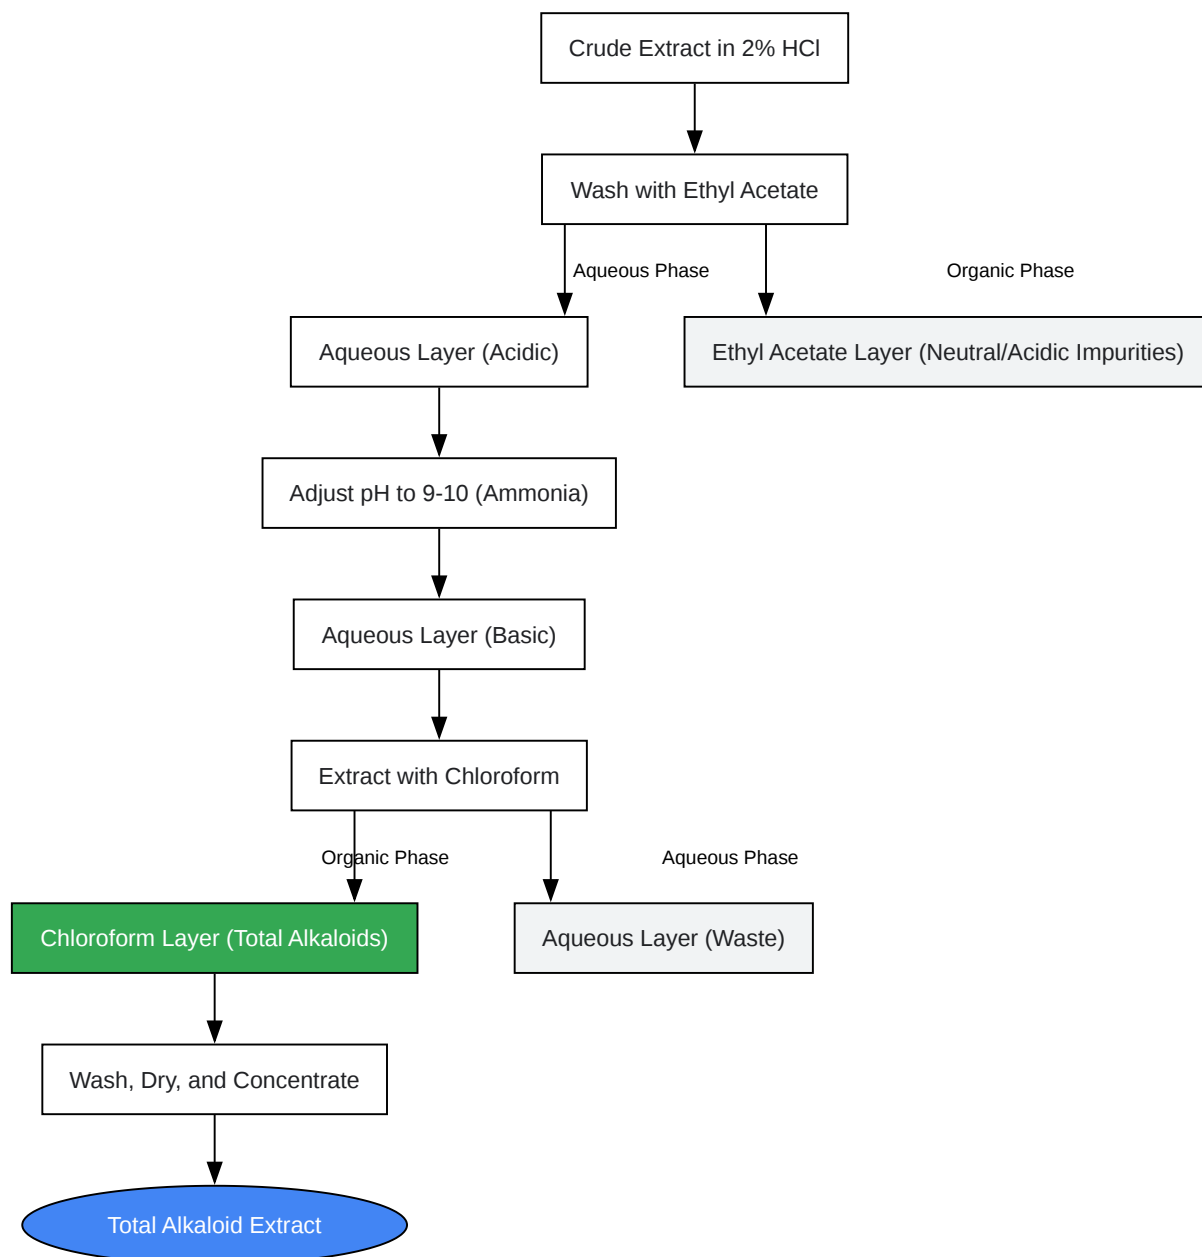 Crude Extract in 2% HCl
Wash with Ethyl Acetate
Aqueous Phase
Organic Phase
Aqueous Layer (Acidic)
Ethyl Acetate Layer (Neutral/Acidic Impurities)
Adjust pH to 9-10 (Ammonia)
Aqueous Layer (Basic)
Extract with Chloroform
Organic Phase
Aqueous Phase
Chloroform Layer (Total Alkaloids)
Aqueous Layer (Waste)
Wash, Dry, and Concentrate
Total Alkaloid Extract